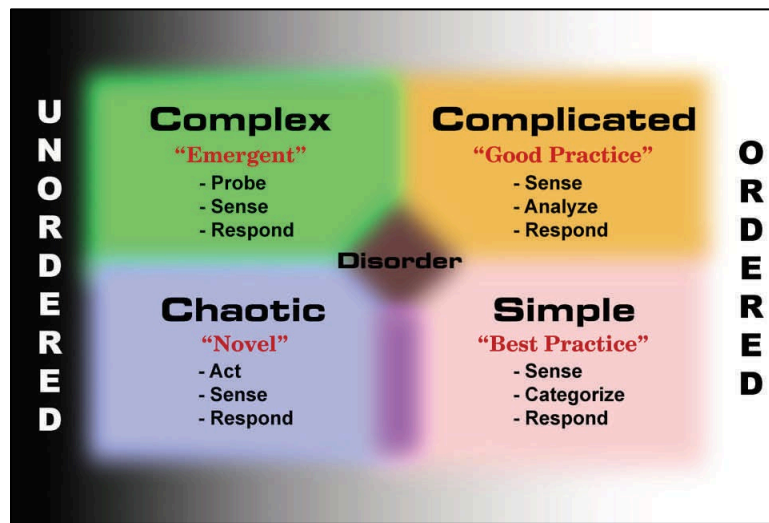 UNORDERED
Complex
“Emergent”
- Probe
- Sense
- Respond
Complicated
“Good Practice”
- Sense
- Analyze
- Respond
Disorder
Chaotic
“Novel”
- Act
- Sense
- Respond
Simple
“Best Practice”
- Sense
- Categorize
- Respond
ORDERED